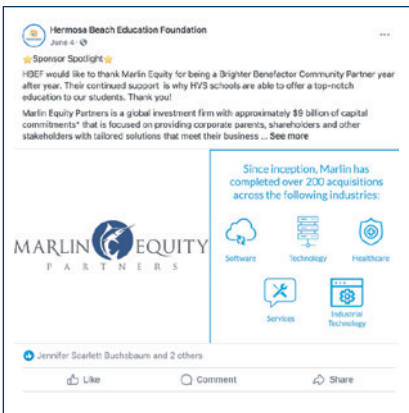 Hermosa Beach Education Foundation
June 4 ·
⭐Sponsor Spotlight⭐
HBEF would like to thank Marlin Equity for being a Brighter Benefactor Community Partner year
after year. Their continued support is why HVS schools are able to offer a top-notch
education to our students. Thank you!
Marlin Equity Partners is a global investment firm with approximately $9 billion of capital
commitments* that is focused on providing corporate parents, shareholders and other
stakeholders with tailored solutions that meet their business ... See more
MARLIN EQUITY
PARTNERS
Since inception, Marlin has
completed over 200 acquisitions
across the following industries:
Software
Technology
Healthcare
Services
Industrial
Technology
Jennifer Scarlett Buchsbaum and 2 others
Like
Comment
Share